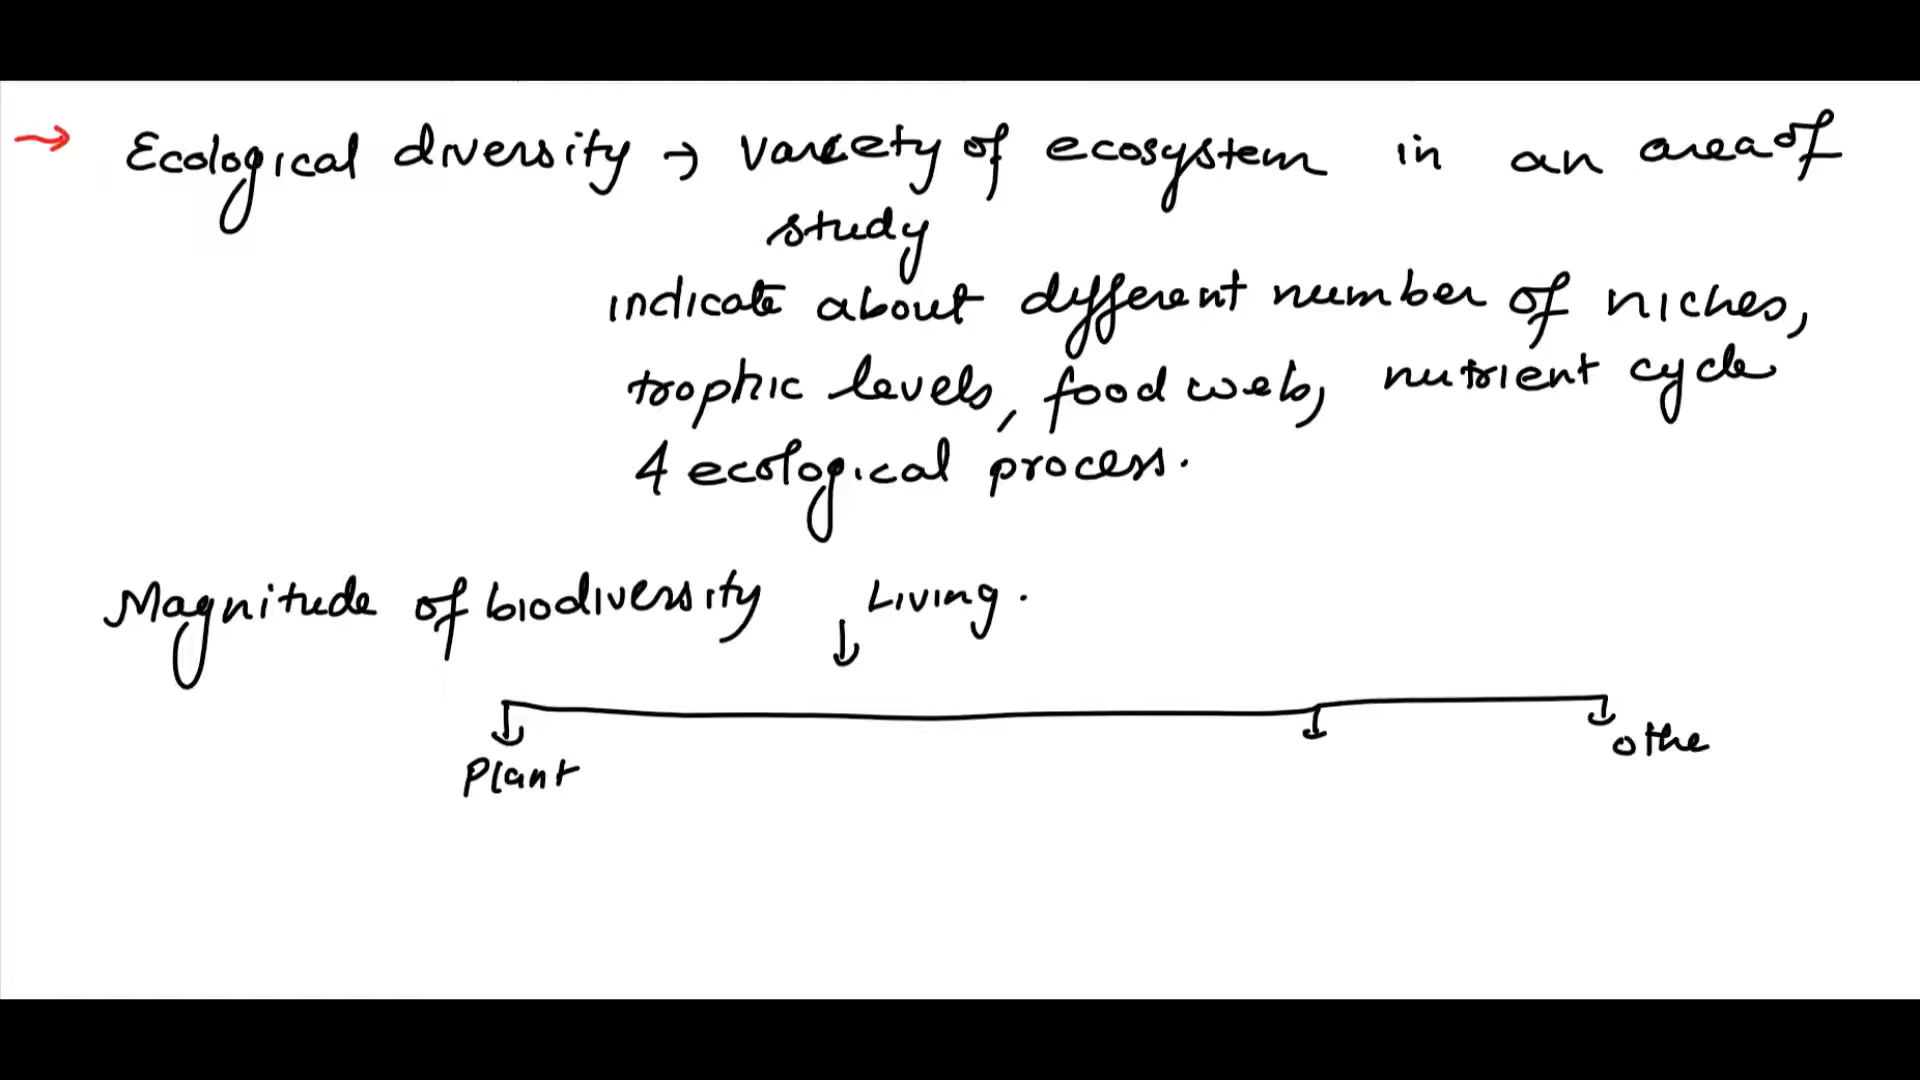 → Ecological diversity → Variety of ecosystem in an area of
study
indicate about different number of niches,
trophic levels, food web, nutrient cycle
& ecological process.
Magnitude of biodiversity ↓ Living.
Plant
othe